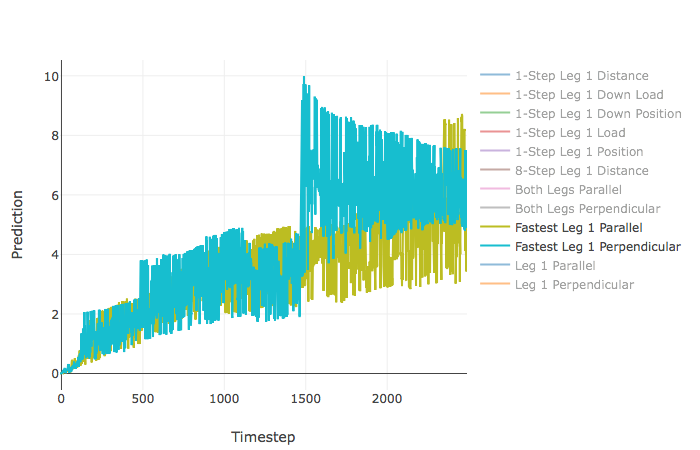 Prediction
10
8
6
4
2
0
0
500
1000
1500
2000
Timestep
1-Step Leg 1 Distance
1-Step Leg 1 Down Load
1-Step Leg 1 Down Position
1-Step Leg 1 Load
1-Step Leg 1 Position
8-Step Leg 1 Distance
Both Legs Parallel
Both Legs Perpendicular
Fastest Leg 1 Parallel
Fastest Leg 1 Perpendicular
Leg 1 Parallel
Leg 1 Perpendicular